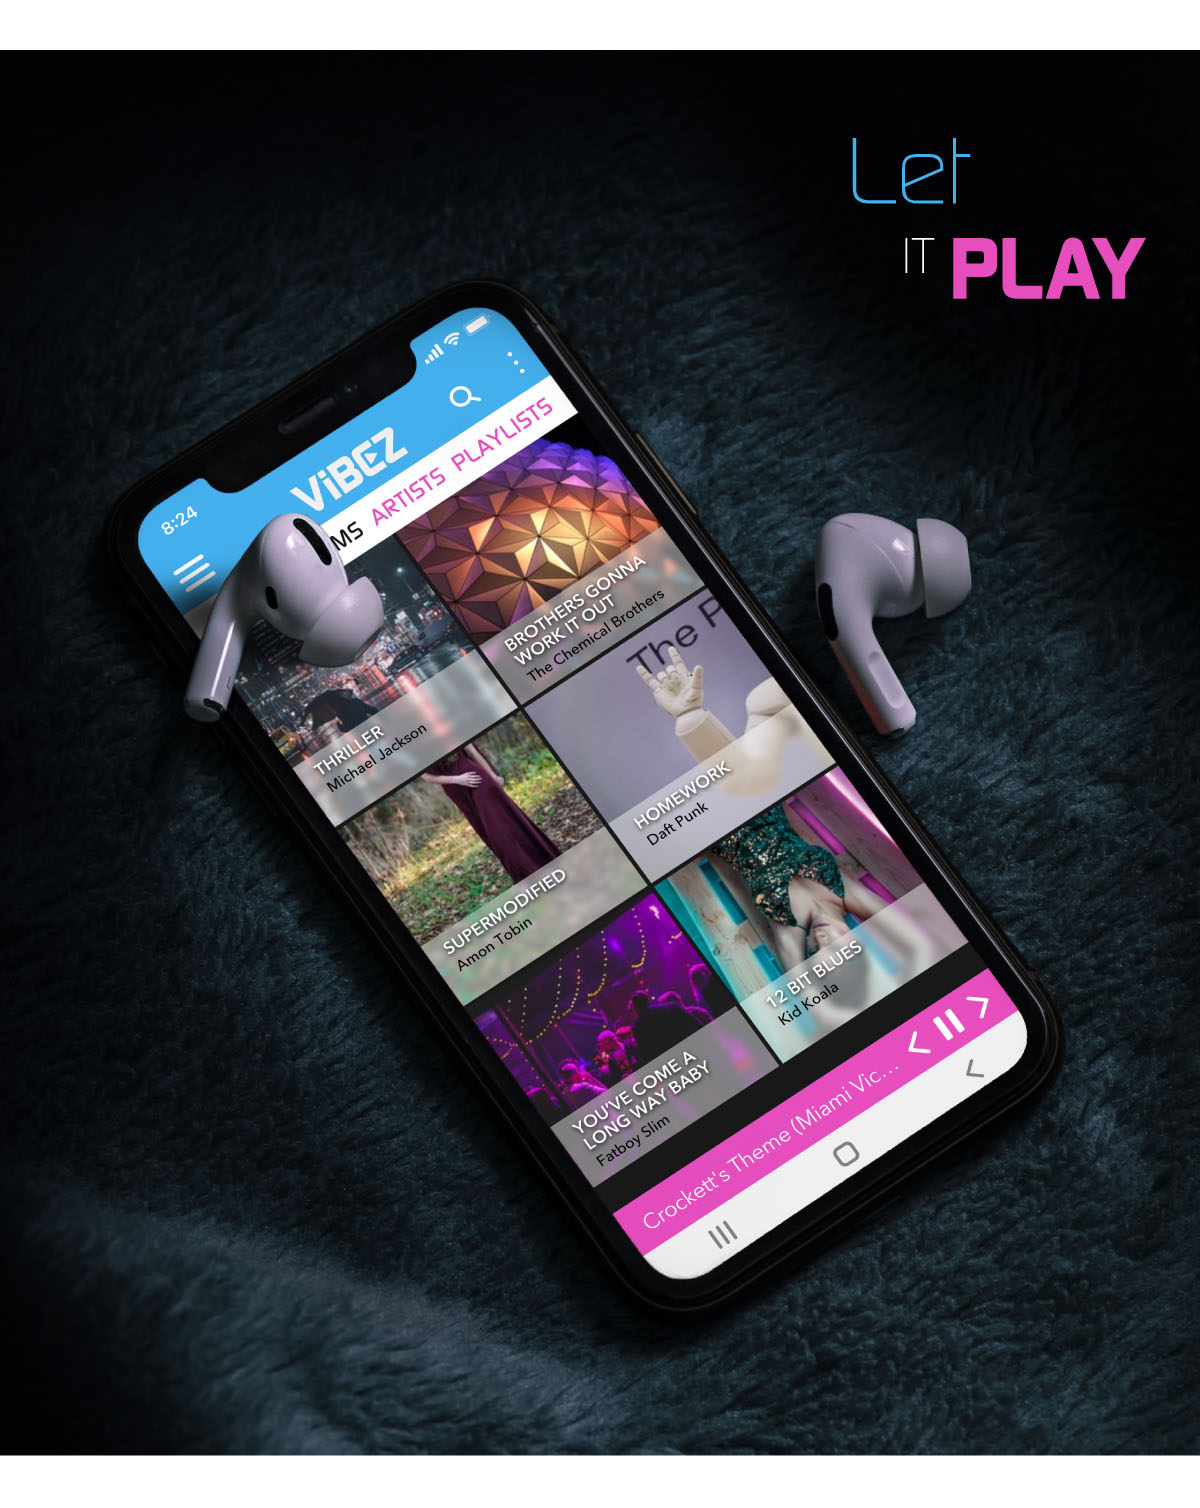 Let
IT PLAY
8:24
ViBEZ
MS ARTISTS PLAYLISTS
THRILLER
Michael Jackson
BROTHERS GONNA
WORK IT OUT
The Chemical Brothers
SUPERMODIFIED
Amon Tobin
The P
HOMEWORK
Daft Punk
YOU'VE COME A
LONG WAY BABY
Fatboy Slim
12 BIT BLUES
Kid Koala
Crockett's Theme (Miami Vic...